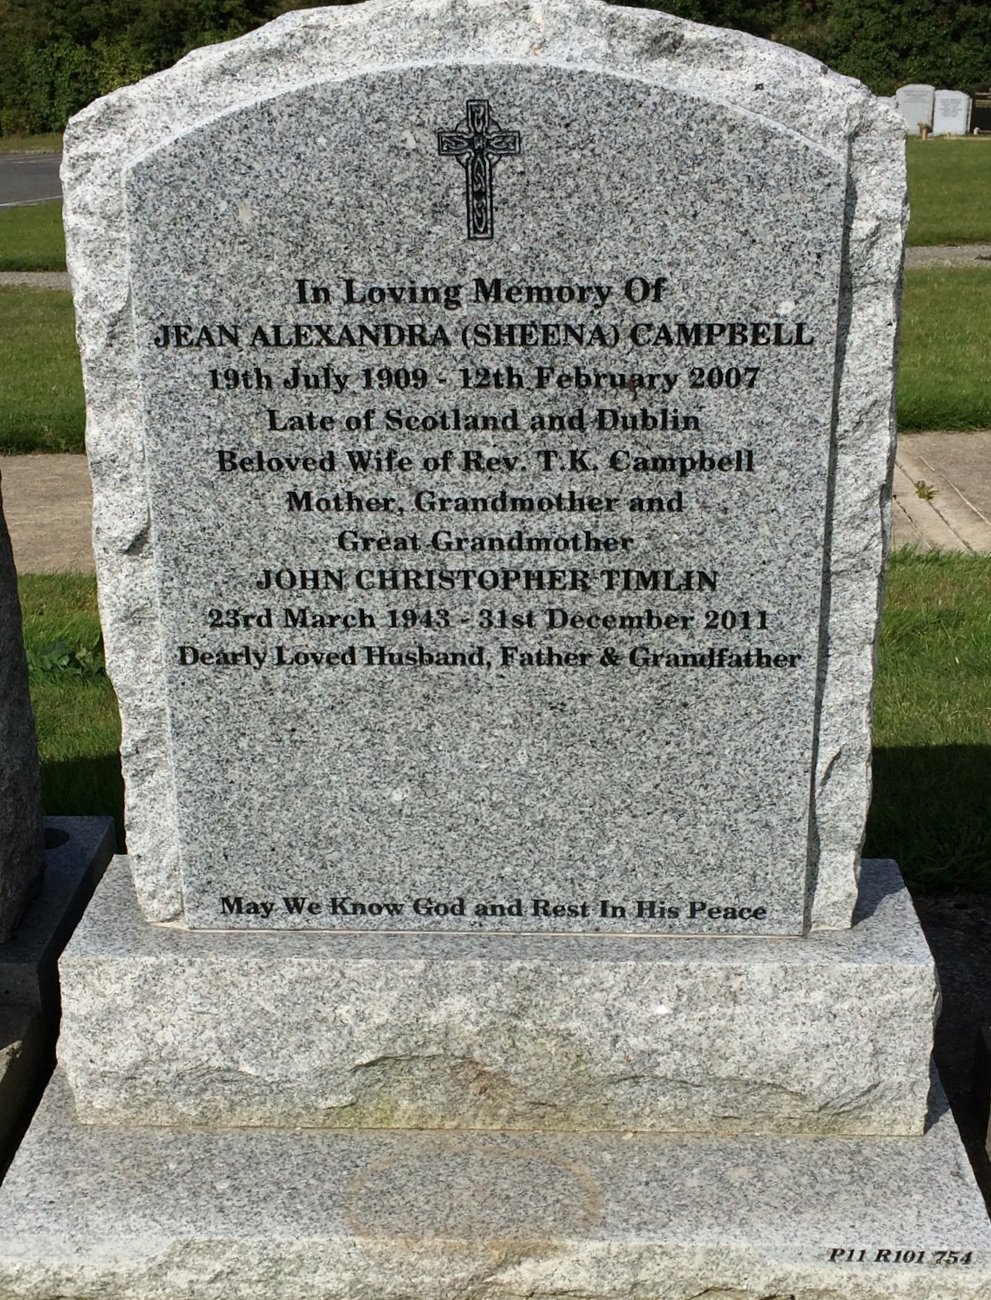 In Loving Memory Of
JEAN ALEXANDRA (SHEENA) CAMPBELL
19th July 1909 - 12th February 2007
Late of Scotland and Dublin
Beloved Wife of Rev. T.K. Campbell
Mother, Grandmother and
Great Grandmother
JOHN CHRISTOPHER TIMLIN
23rd March 1943 - 31st December 2011
Dearly Loved Husband, Father & Grandfather
May We Know God and Rest In His Peace
P11 R101 754